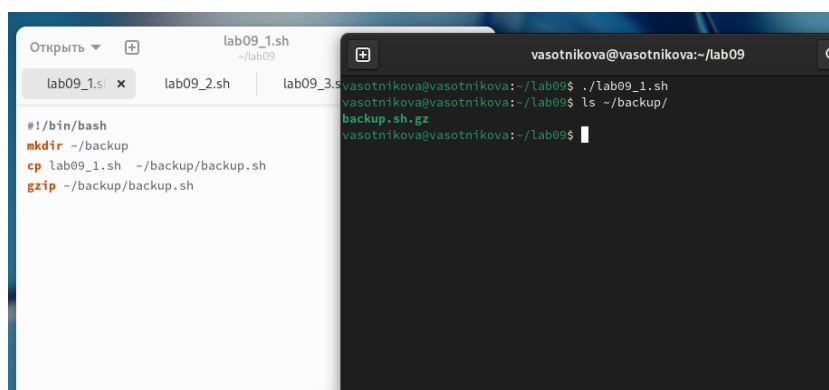 Открыть
lab09_1.sh
~/lab09
lab09_1.s
lab09_2.sh
lab09_3.s
#!/bin/bash
mkdir ~/backup
cp lab09_1.sh  ~/backup/backup.sh
gzip ~/backup/backup.sh
vasotnikova@vasotnikova:~/lab09
vasotnikova@vasotnikova:~/lab09$ ./lab09_1.sh
vasotnikova@vasotnikova:~/lab09$ ls ~/backup/
backup.sh.gz
vasotnikova@vasotnikova:~/lab09$